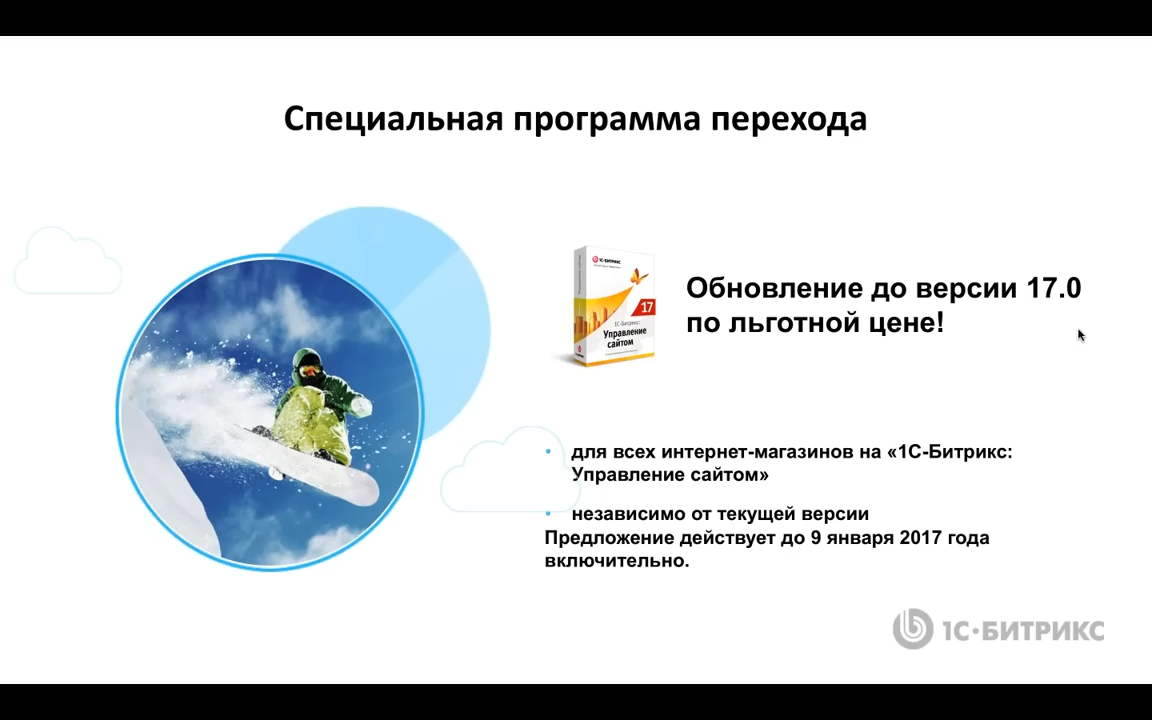 Специальная программа перехода
1С-БИТРИКС
17
1С-Битрикс:
Управление
сайтом
Обновление до версии 17.0
по льготной цене!
• для всех интернет-магазинов на «1С-Битрикс:
Управление сайтом»
• независимо от текущей версии
Предложение действует до 9 января 2017 года
включительно.
1С·БИТРИКС